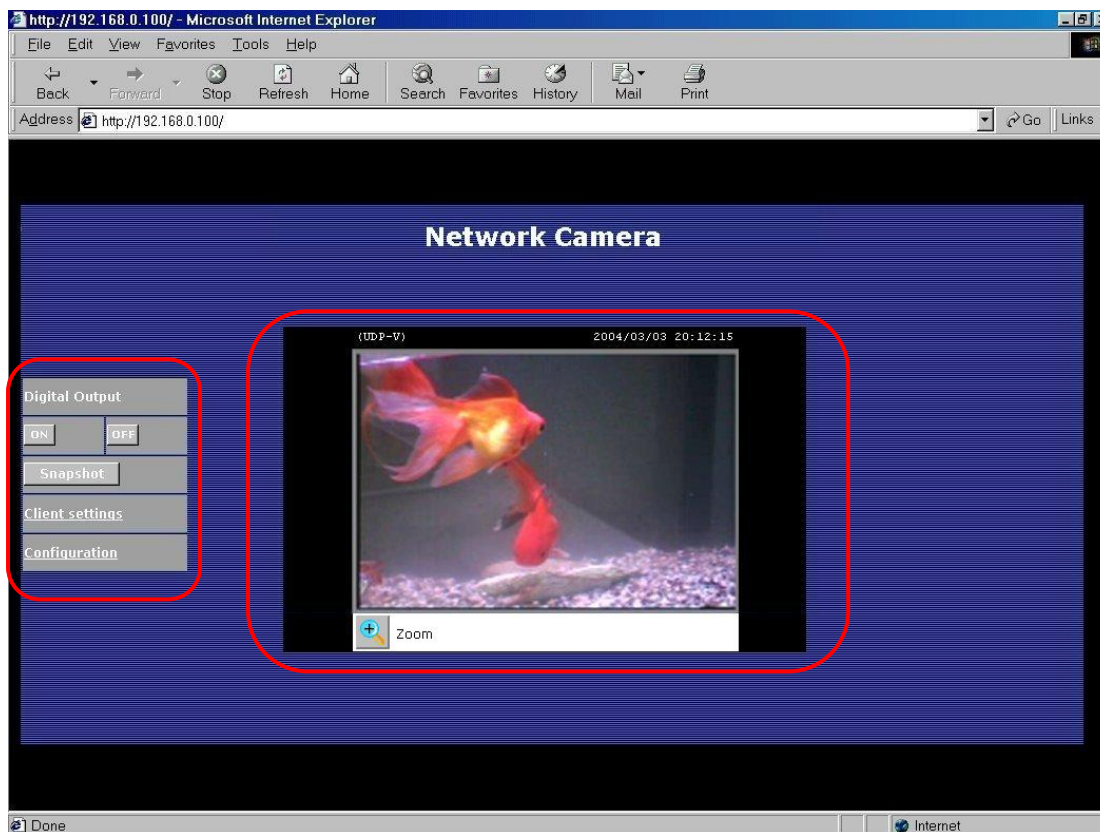 http://192.168.0.100/ - Microsoft Internet Explorer
File Edit View Favorites Tools Help
Back Forward Stop Refresh Home Search Favorites History Mail Print
Address http://192.168.0.100/ Go Links
Network Camera
(UDP-V) 2004/03/03 20:12:15
Digital Output
ON OFF
Snapshot
Client settings
Configuration
Zoom
Done Internet